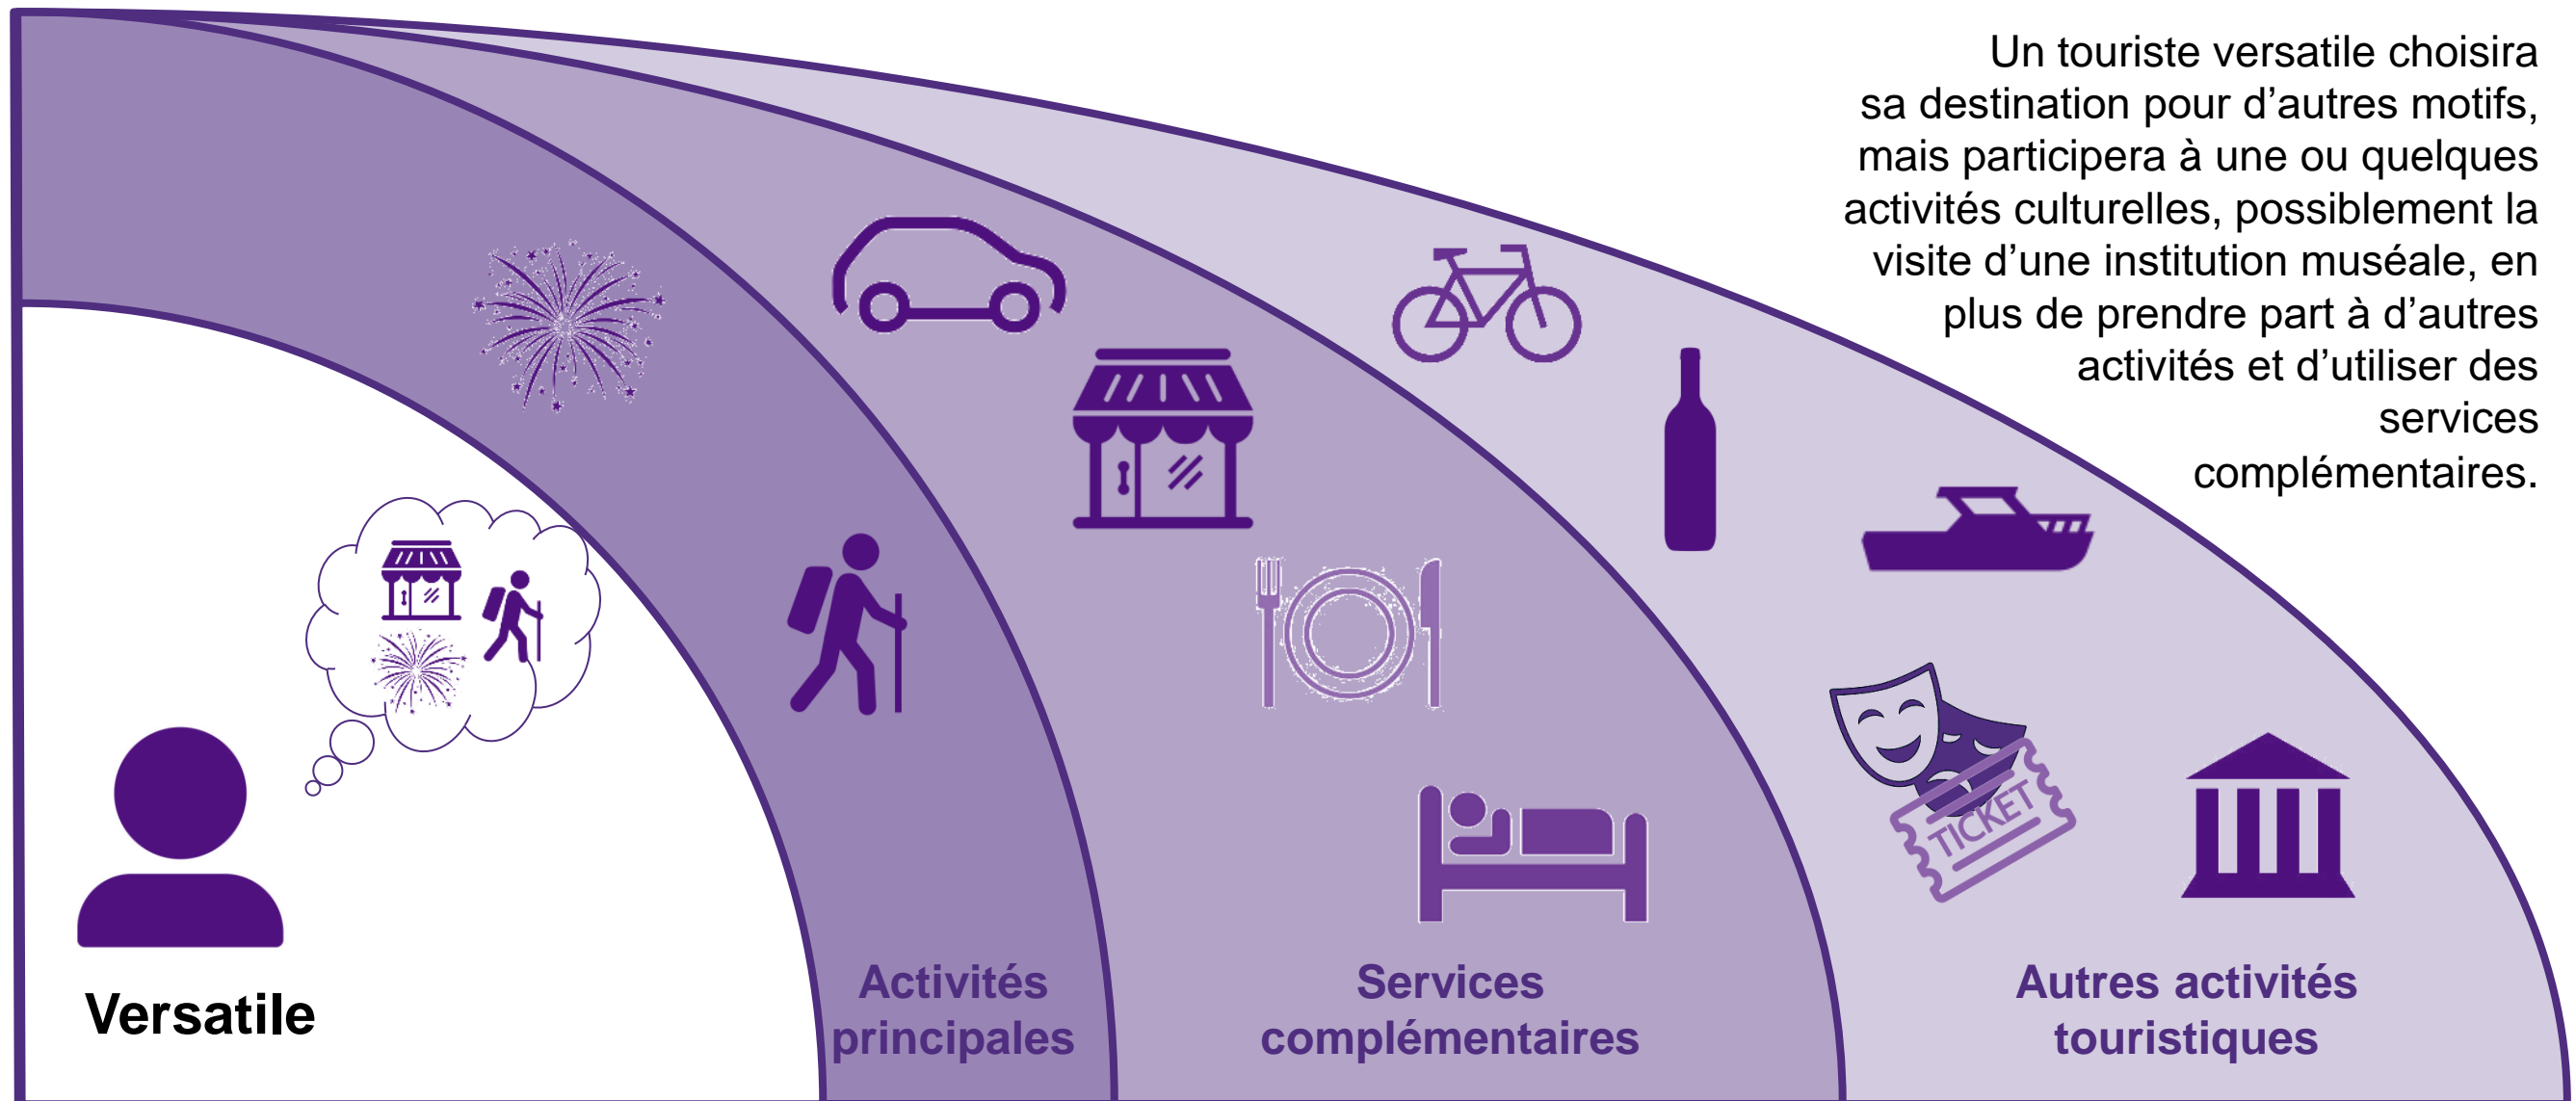 Un touriste versatile choisira
sa destination pour d’autres motifs,
mais participera à une ou quelques
activités culturelles, possiblement la
visite d’une institution muséale, en
plus de prendre part à d’autres
activités et d’utiliser des
services
complémentaires.
TICKET
Versatile
Activités
principales
Services
complémentaires
Autres activités
touristiques